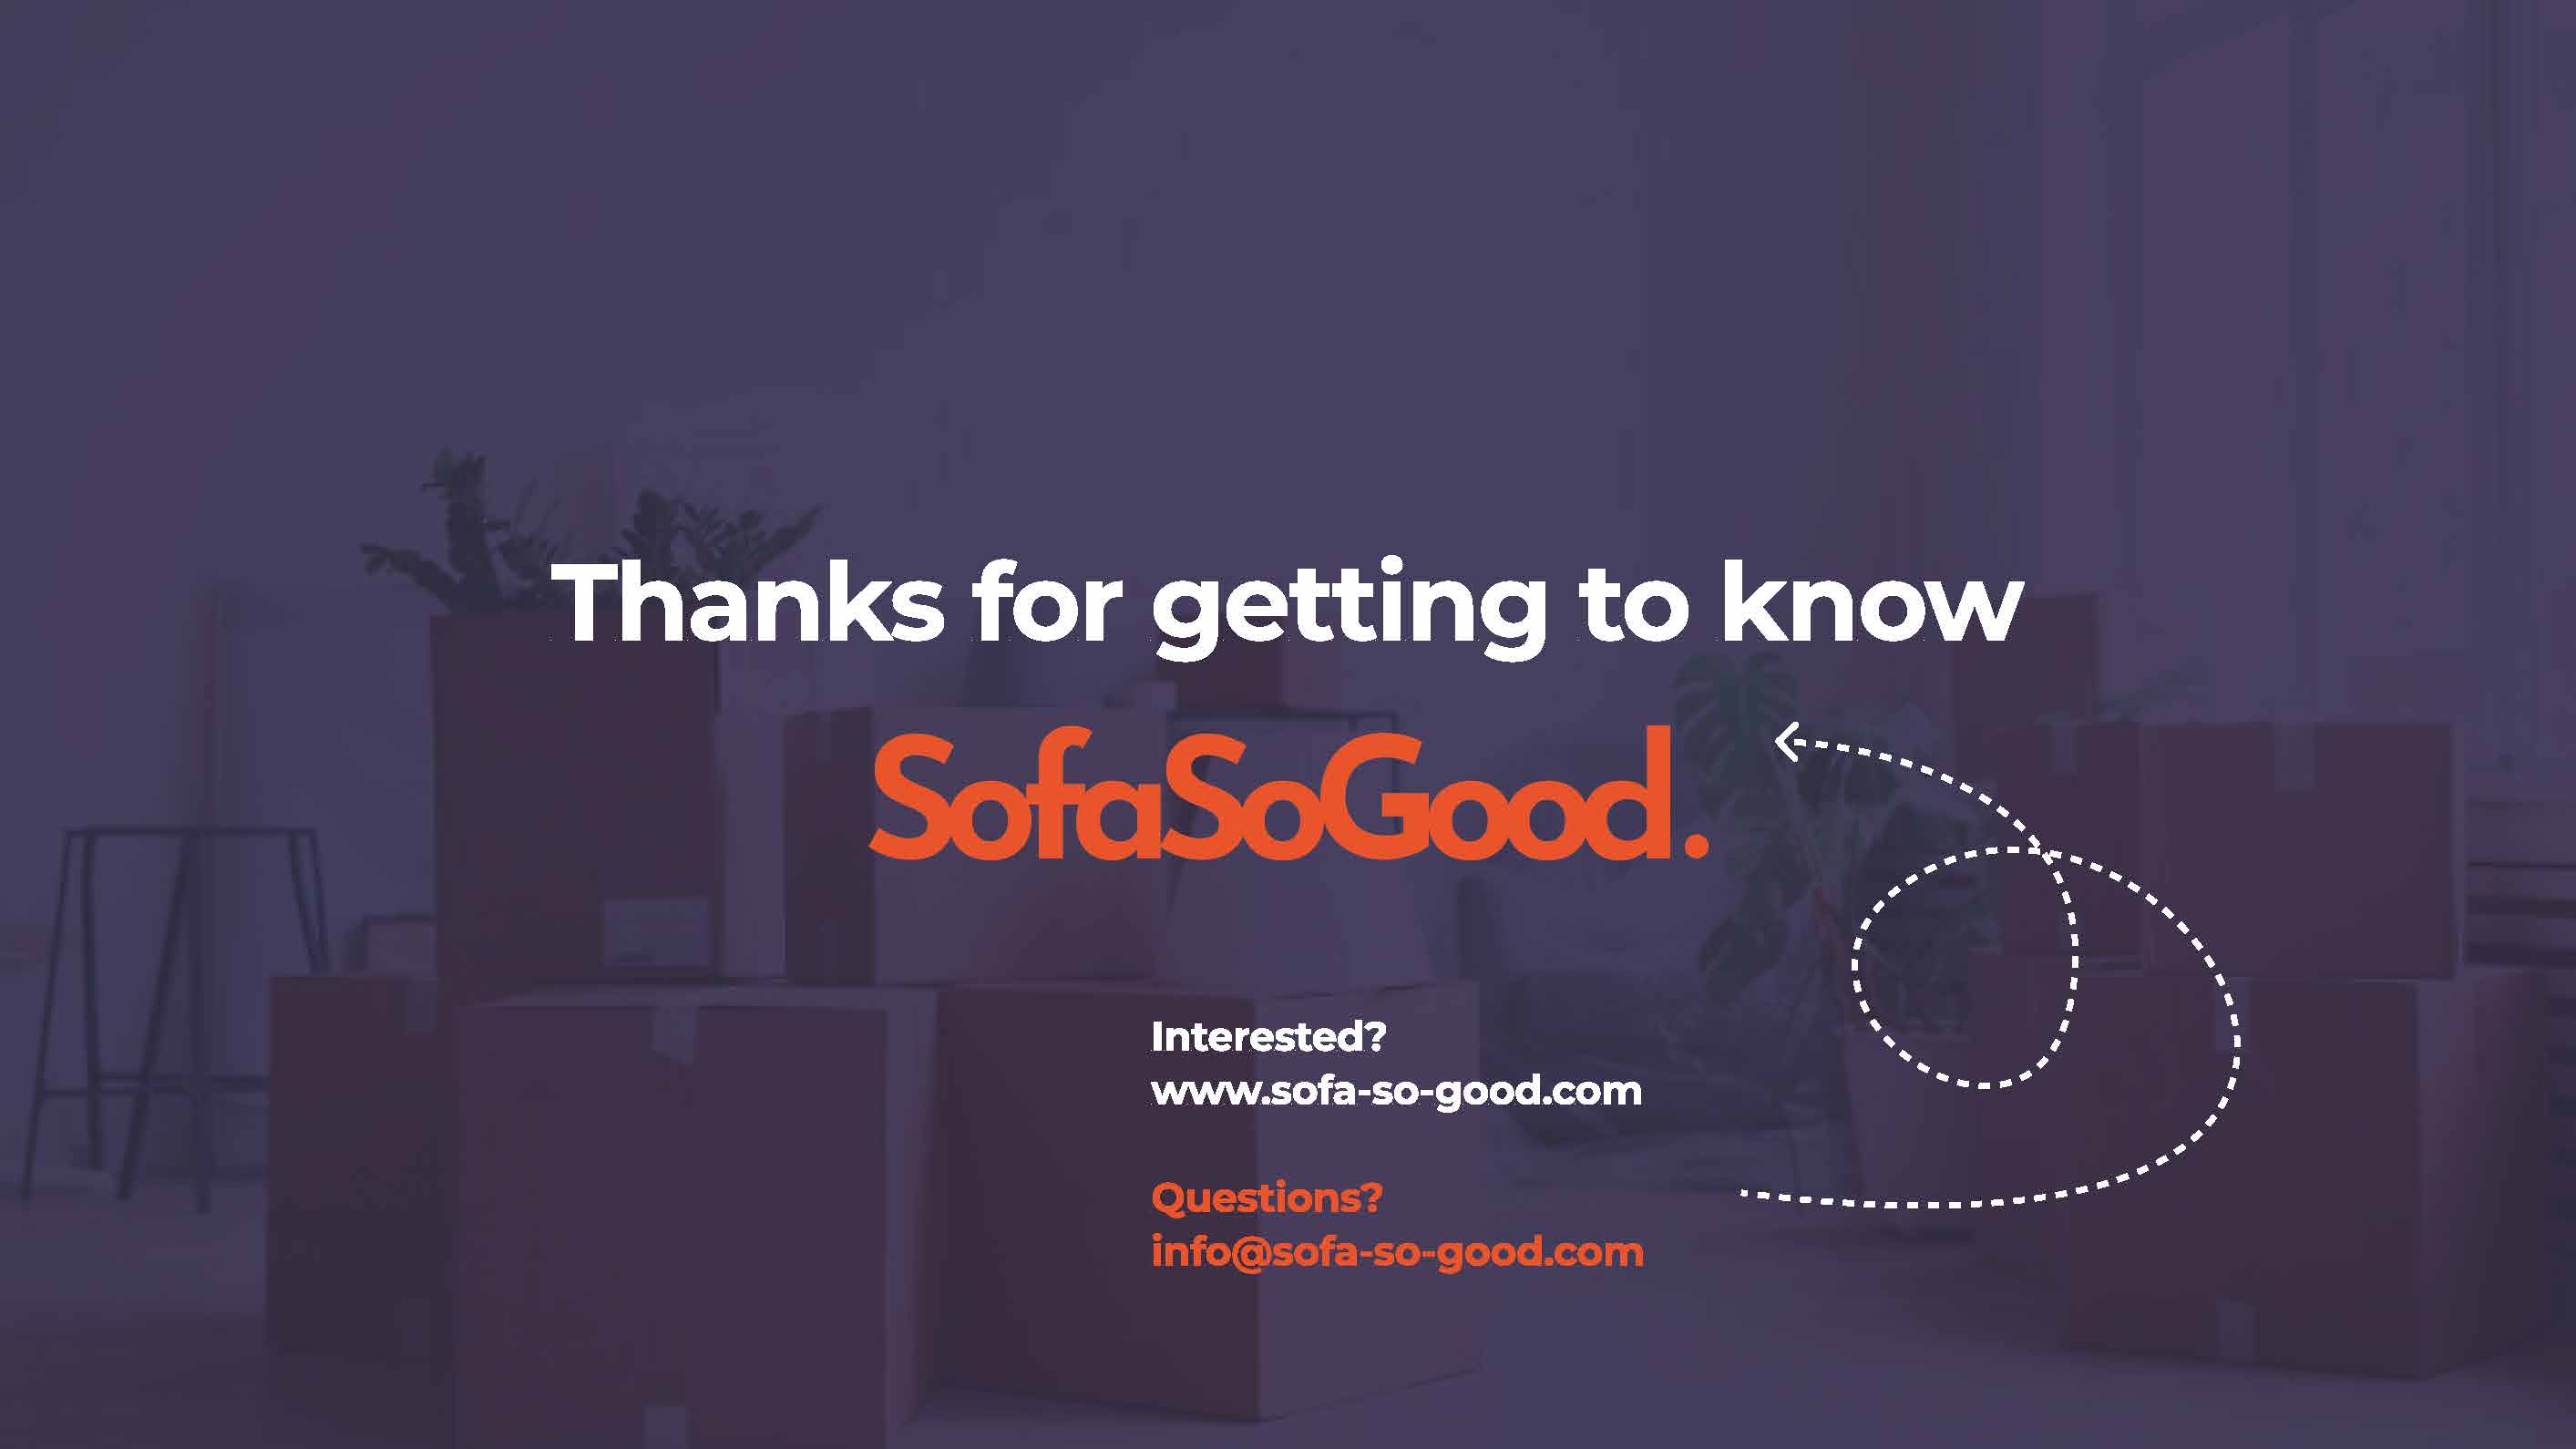 Thanks for getting to know
SofaSoGood.
Interested?
www.sofa-so-good.com
Questions?
info@sofa-so-good.com